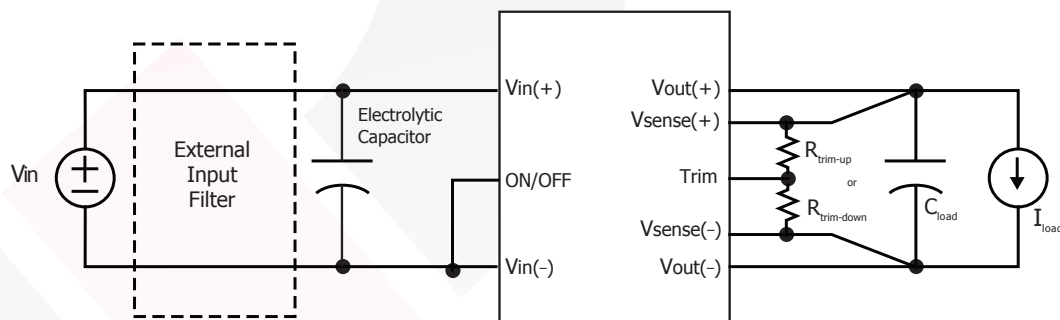 Vin
External
Input
Filter
Electrolytic
Capacitor
Vin(+)
ON/OFF
Vin(−)
Vout(+)
Vsense(+)
Trim
Vsense(−)
Vout(−)
Rtrim-up
or
Rtrim-down
Cload
Iload